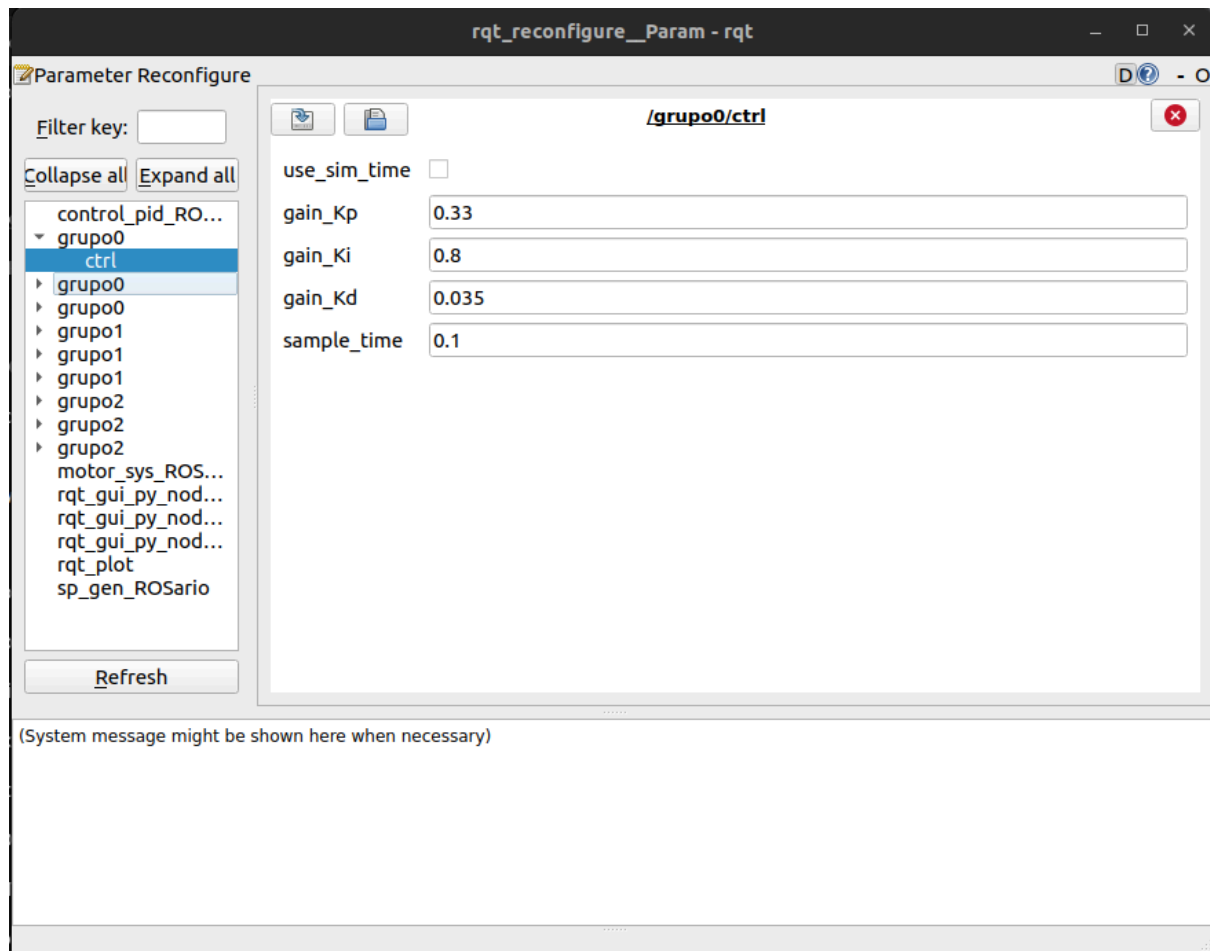 rqt_reconfigure__Param - rqt
Parameter Reconfigure
D
- O
Filter key:
Collapse all Expand all
control_pid_RO...
grupo0
ctrl
grupo0
grupo0
grupo1
grupo1
grupo1
grupo2
grupo2
grupo2
motor_sys_ROS...
rqt_gui_py_nod...
rqt_gui_py_nod...
rqt_gui_py_nod...
rqt_plot
sp_gen_ROSario
Refresh
/grupo0/ctrl
use_sim_time
gain_Kp 0.33
gain_Ki 0.8
gain_Kd 0.035
sample_time 0.1
(System message might be shown here when necessary)